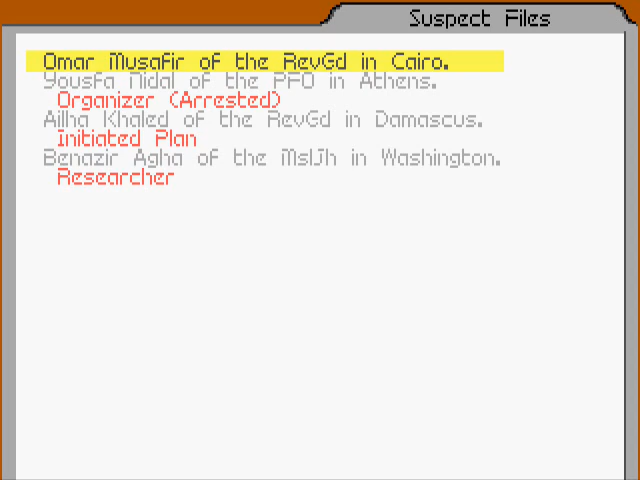 Suspect Files
Omar Musafir of the RevGd in Cairo.
Yousfa Nidal of the PFO in Athens.
Organizer (Arrested)
Ailha Khaled of the RevGd in Damascus.
Initiated Plan
Benazir Agha of the MslJh in Washington.
Researcher